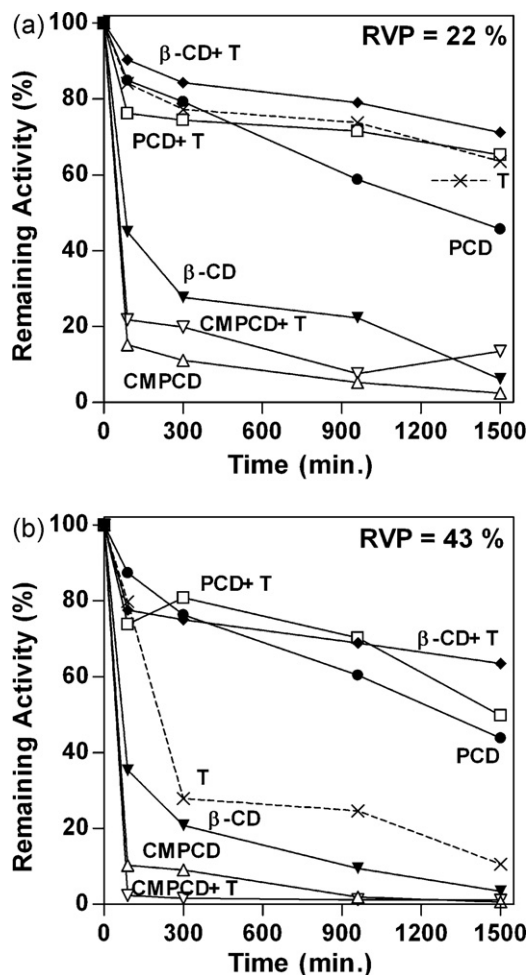 (a)
RVP = 22 %
β-CD+ T
PCD+ T
T
PCD
β-CD
CMPCD+ T
CMPCD
Remaining Activity (%)
100
80
60
40
20
0
0 300 600 900 1200 1500
Time (min.)
(b)
RVP = 43 %
PCD+ T
β-CD+ T
PCD
T
β-CD
CMPCD
CMPCD+ T
Remaining Activity (%)
100
80
60
40
20
0
0 300 600 900 1200 1500
Time (min.)